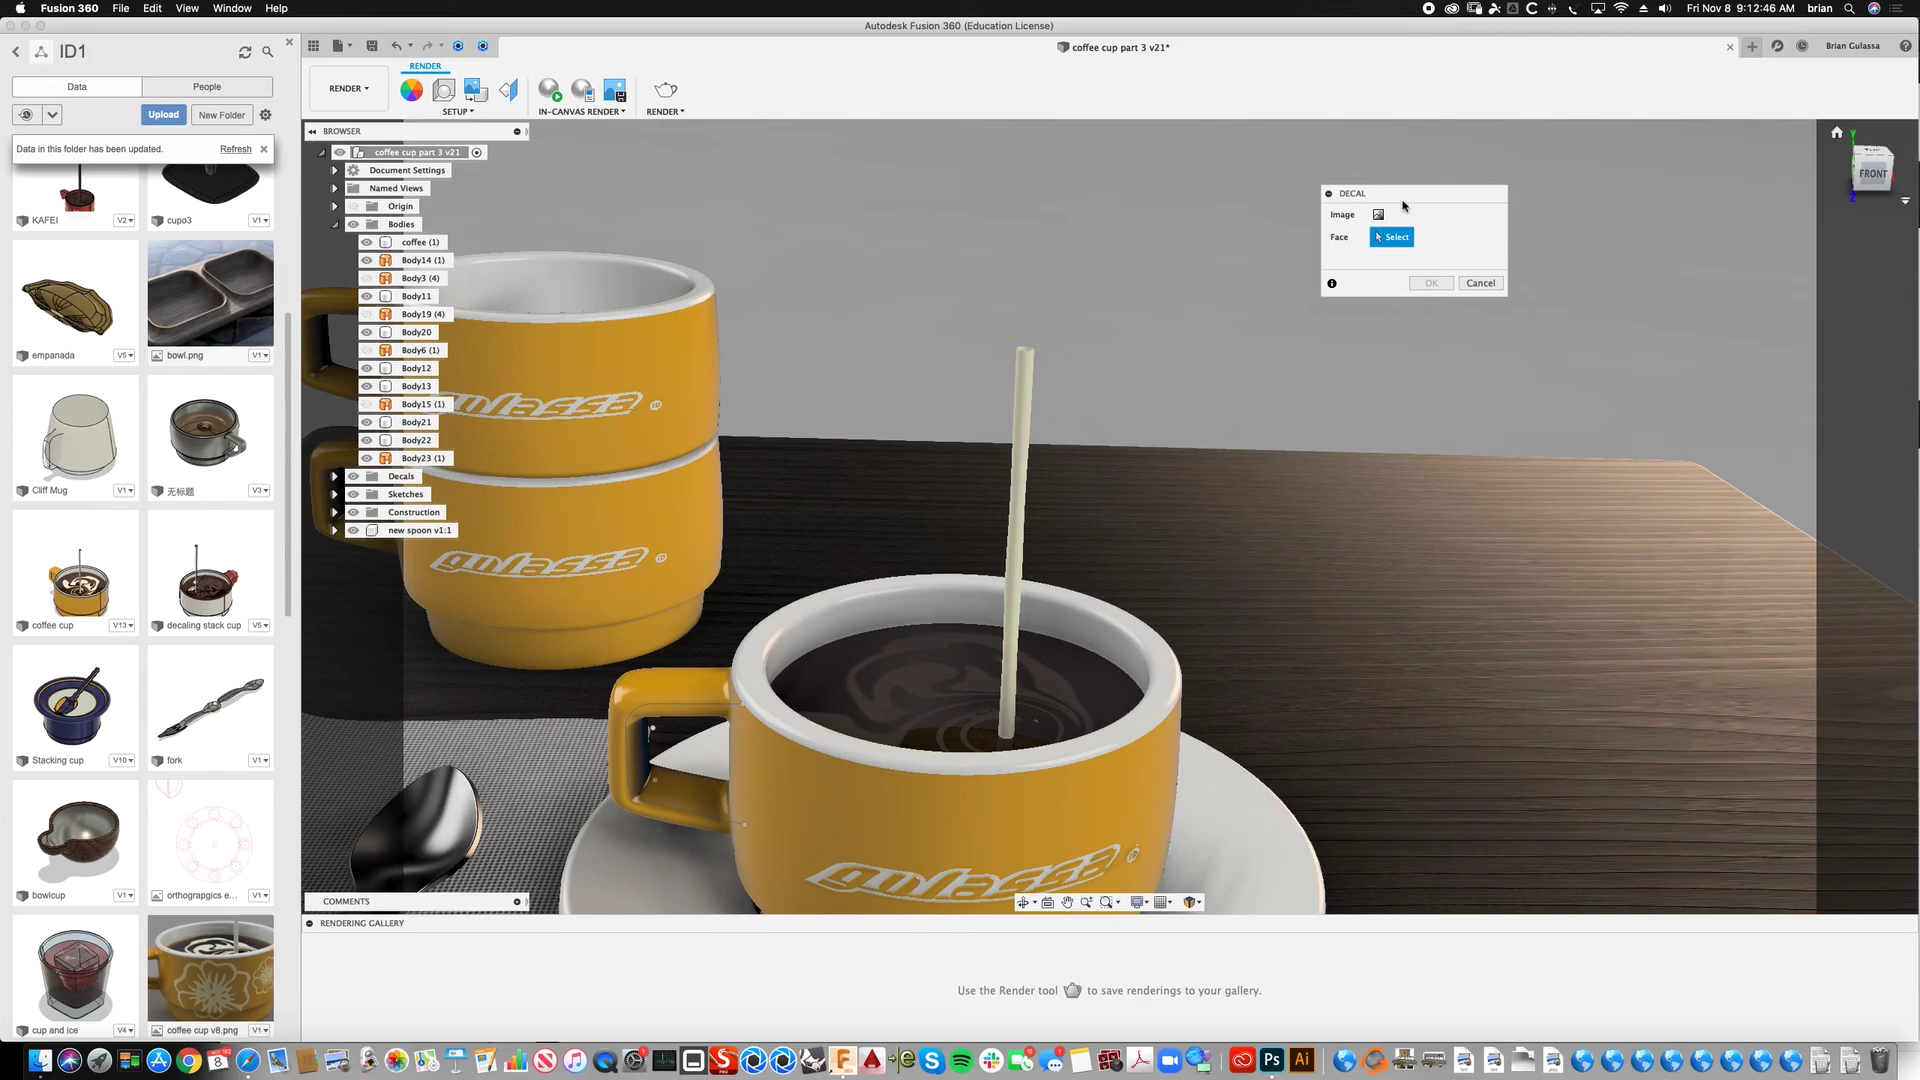 Fusion 360 File Edit View Window Help
Fri Nov 8 9:12:46 AM brian
Autodesk Fusion 360 (Education License)
ID1
coffee cup part 3 v21*
Brian Gulassa
Data People
RENDER
RENDER
SETUP
IN-CANVAS RENDER
RENDER
Upload New Folder
Data in this folder has been updated. Refresh
BROWSER
coffee cup part 3 v21
Document Settings
Named Views
Origin
Bodies
coffee (1)
Body14 (1)
Body3 (4)
Body11
Body19 (4)
Body20
Body6 (1)
Body12
Body13
Body15 (1)
Body21
Body22
Body23 (1)
Decals
Sketches
Construction
new spoon v1:1
KAFEI V2
cupo3 V1
empanada V5
bowl.png V1
Cliff Mug V1
无标题 V3
coffee cup V13
decaling stack cup V5
Stacking cup V10
fork V1
bowlcup V1
orthograpgics e... V1
cup and ice V4
coffee cup v8.png V1
DECAL
Image
Face Select
OK Cancel
FRONT
gulassa ID
gulassa ID
COMMENTS
RENDERING GALLERY
Use the Render tool to save renderings to your gallery.